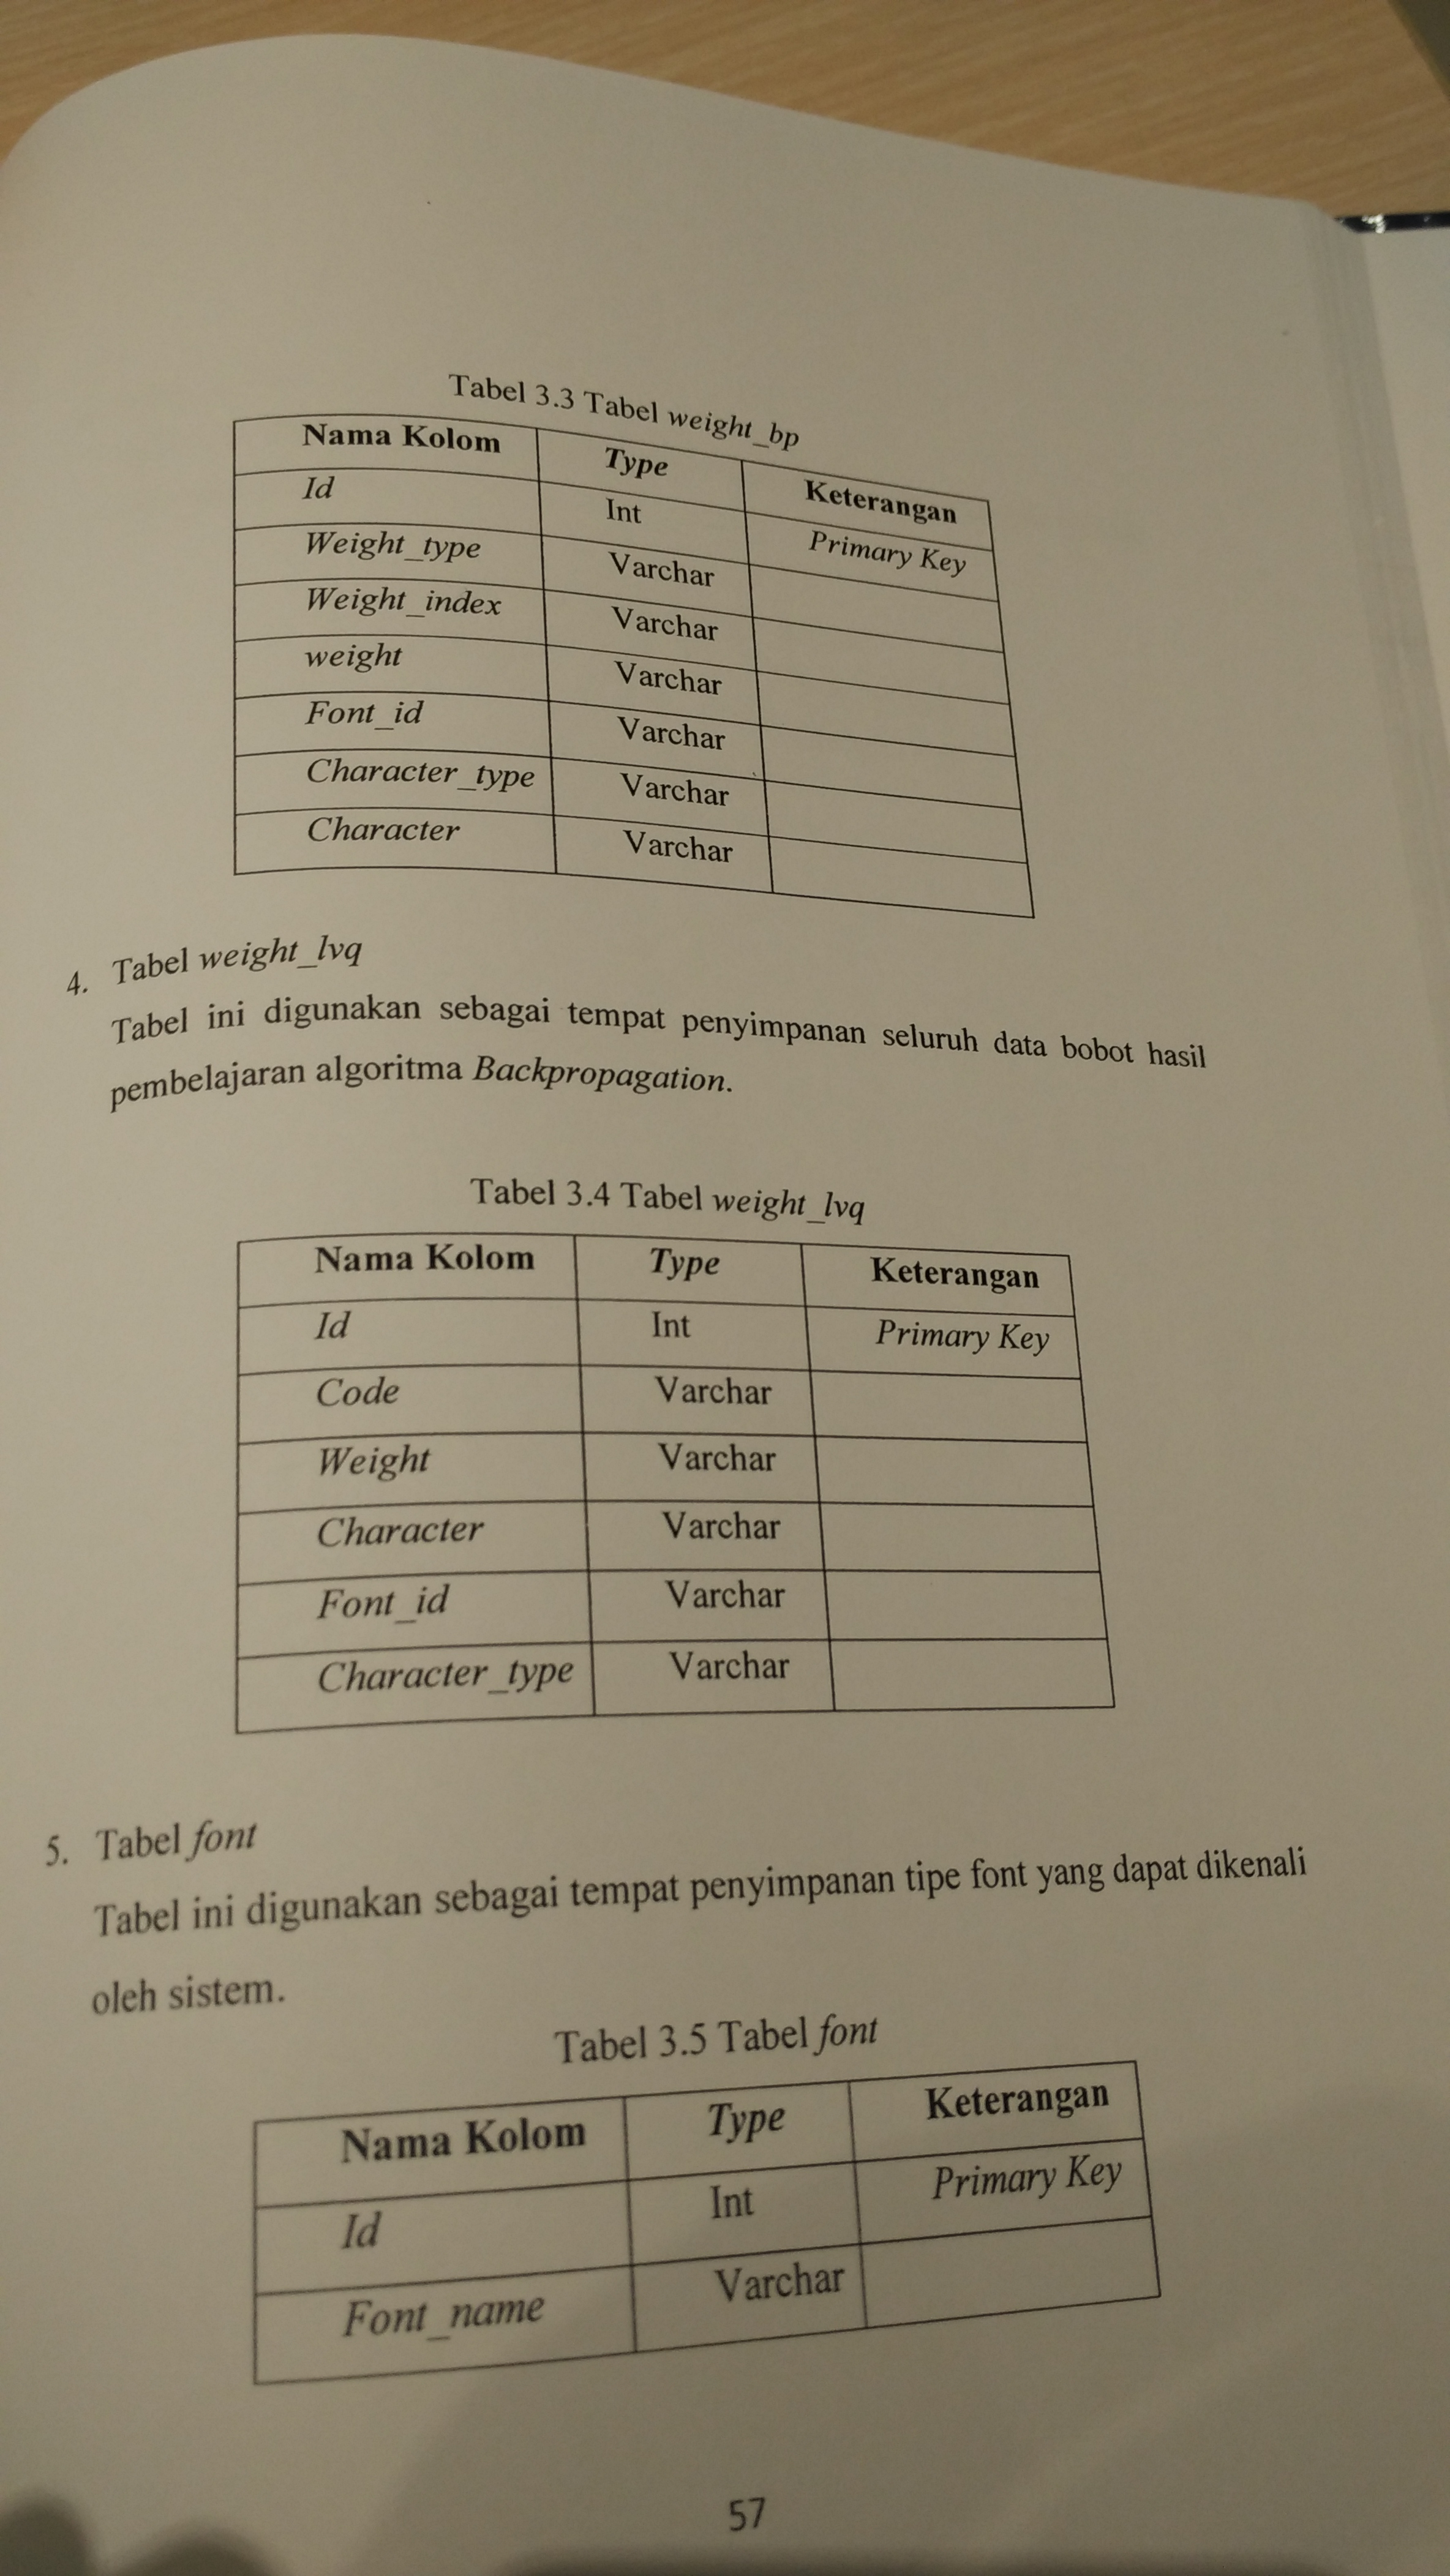 Tabel 3.3 Tabel weight_bp
Nama Kolom Type Keterangan
Id Int Primary Key
Weight_type Varchar
Weight_index Varchar
weight Varchar
Font_id Varchar
Character_type Varchar
Character Varchar
4. Tabel weight_lvq
Tabel ini digunakan sebagai tempat penyimpanan seluruh data bobot hasil
pembelajaran algoritma Backpropagation.
Tabel 3.4 Tabel weight_lvq
Nama Kolom Type Keterangan
Id Int Primary Key
Code Varchar
Weight Varchar
Character Varchar
Font_id Varchar
Character_type Varchar
5. Tabel font
Tabel ini digunakan sebagai tempat penyimpanan tipe font yang dapat dikenali
oleh sistem.
Tabel 3.5 Tabel font
Nama Kolom Type Keterangan
Id Int Primary Key
Font_name Varchar
57